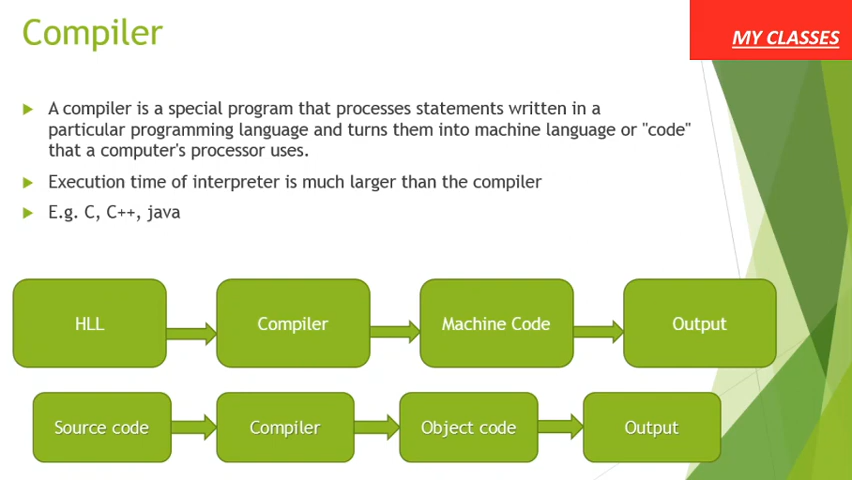 Compiler
MY CLASSES
A compiler is a special program that processes statements written in a
particular programming language and turns them into machine language or "code"
that a computer's processor uses.
Execution time of interpreter is much larger than the compiler
E.g. C, C++, java
HLL
Compiler
Machine Code
Output
Source code
Compiler
Object code
Output